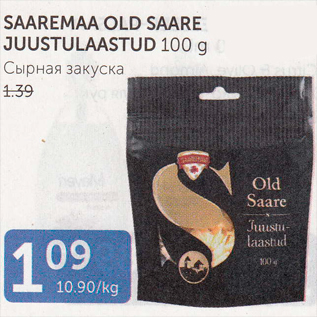 SAAREMAA OLD SAARE
JUUSTULAASTUD 100 g
Сырная закуска
1.39
SAAREMAA
Old
Saare
Juustu-
laastud
100 g
1 09
10.90/kg